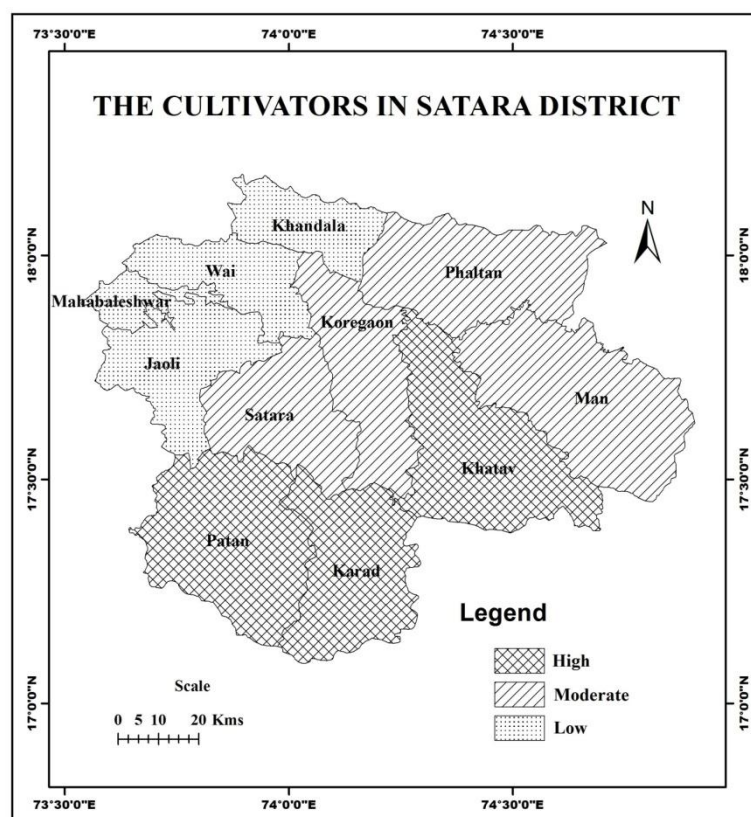 73°30'0"E 74°0'0"E 74°30'0"E
THE CULTIVATORS IN SATARA DISTRICT
N
18°0'0"N
18°0'0"N
Khandala
Wai
Phaltan
Mahabaleshwar
Koregaon
Jaoli
Man
Satara
Khatav
17°30'0"N
17°30'0"N
Patan
Karad
Legend
High
Moderate
Low
Scale
0 5 10 20 Kms
17°0'0"N
17°0'0"N
73°30'0"E 74°0'0"E 74°30'0"E